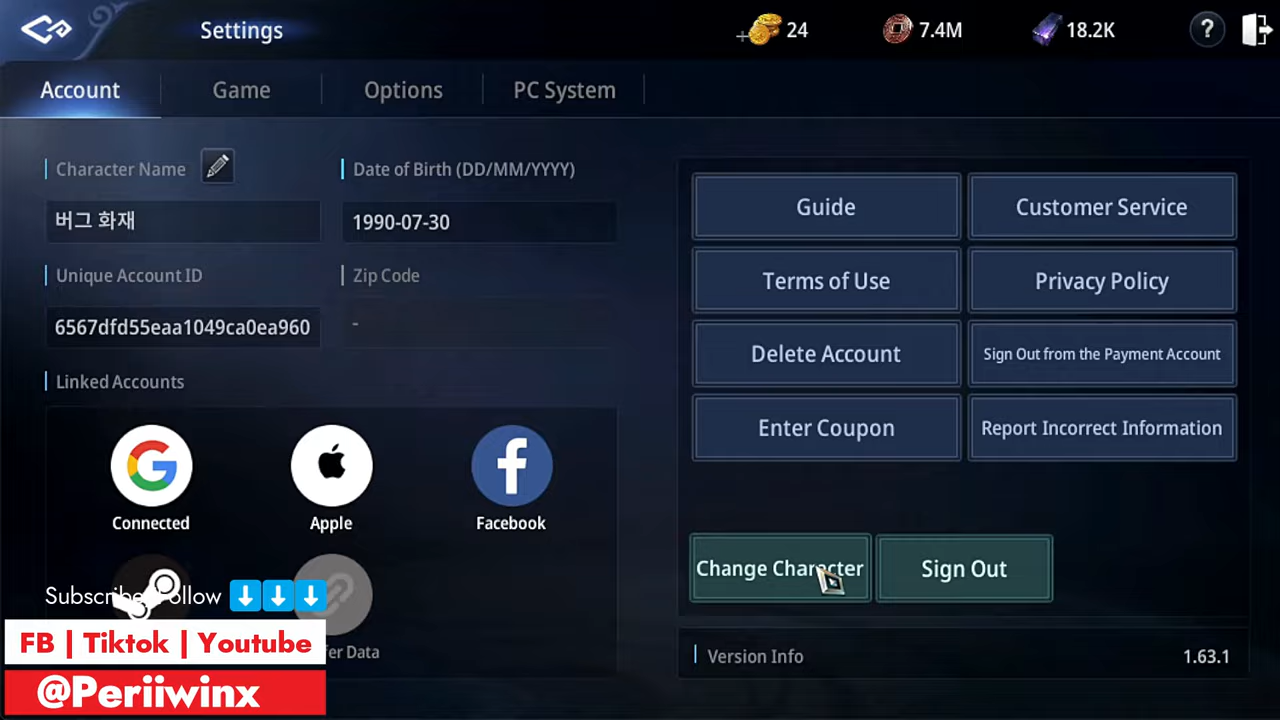 Settings
24
7.4M
18.2K
?
Account
Game
Options
PC System
Character Name
Date of Birth (DD/MM/YYYY)
버그 화재
1990-07-30
Unique Account ID
Zip Code
6567dfd55eaa1049ca0ea960
-
Linked Accounts
Connected
Apple
Facebook
Guide
Customer Service
Terms of Use
Privacy Policy
Delete Account
Sign Out from the Payment Account
Enter Coupon
Report Incorrect Information
Change Character
Sign Out
Version Info
1.63.1
Follow
FB | Tiktok | Youtube
Data
@Periiwinx